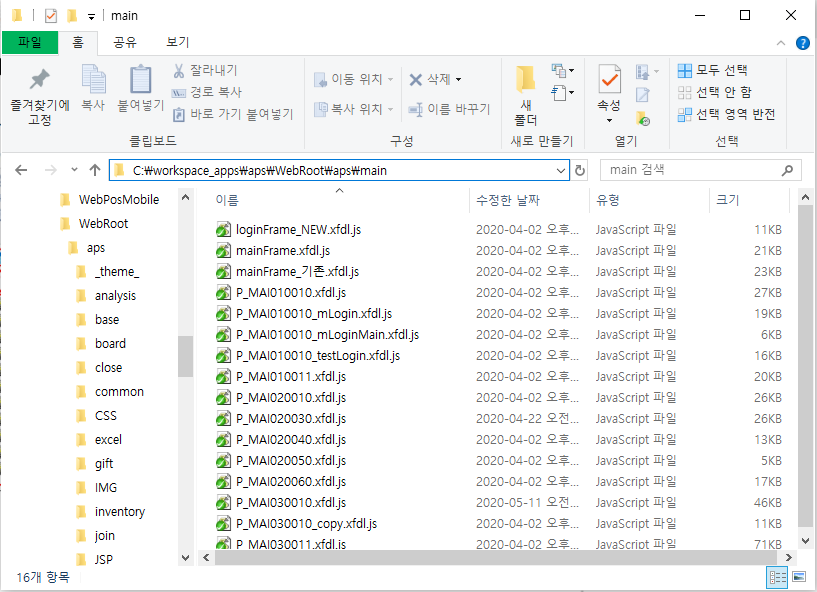 main
파일 홈 공유 보기
즐겨찾기에 고정
복사
붙여넣기
잘라내기
경로 복사
바로 가기 붙여넣기
클립보드
이동 위치
복사 위치
삭제
이름 바꾸기
구성
새 폴더
새로 만들기
속성
열기
모두 선택
선택 안 함
선택 영역 반전
선택
C:₩workspace_apps₩aps₩WebRoot₩aps₩main
main 검색
WebPosMobile
WebRoot
aps
_theme_
analysis
base
board
close
common
CSS
excel
gift
IMG
inventory
join
JSP
이름 수정한 날짜 유형 크기
loginFrame_NEW.xfdl.js 2020-04-02 오후... JavaScript 파일 11KB
mainFrame.xfdl.js 2020-04-02 오후... JavaScript 파일 21KB
mainFrame_기존.xfdl.js 2020-04-02 오후... JavaScript 파일 23KB
P_MAI010010.xfdl.js 2020-04-02 오후... JavaScript 파일 27KB
P_MAI010010_mLogin.xfdl.js 2020-04-02 오후... JavaScript 파일 19KB
P_MAI010010_mLoginMain.xfdl.js 2020-04-02 오후... JavaScript 파일 6KB
P_MAI010010_testLogin.xfdl.js 2020-04-02 오후... JavaScript 파일 16KB
P_MAI010011.xfdl.js 2020-04-02 오후... JavaScript 파일 20KB
P_MAI020010.xfdl.js 2020-04-02 오후... JavaScript 파일 26KB
P_MAI020030.xfdl.js 2020-04-22 오전... JavaScript 파일 26KB
P_MAI020040.xfdl.js 2020-04-02 오후... JavaScript 파일 13KB
P_MAI020050.xfdl.js 2020-04-02 오후... JavaScript 파일 5KB
P_MAI020060.xfdl.js 2020-04-02 오후... JavaScript 파일 17KB
P_MAI030010.xfdl.js 2020-05-11 오전... JavaScript 파일 46KB
P_MAI030010_copy.xfdl.js 2020-04-02 오후... JavaScript 파일 11KB
P_MAI030011.xfdl.js 2020-04-02 오후... JavaScript 파일 71KB
16개 항목